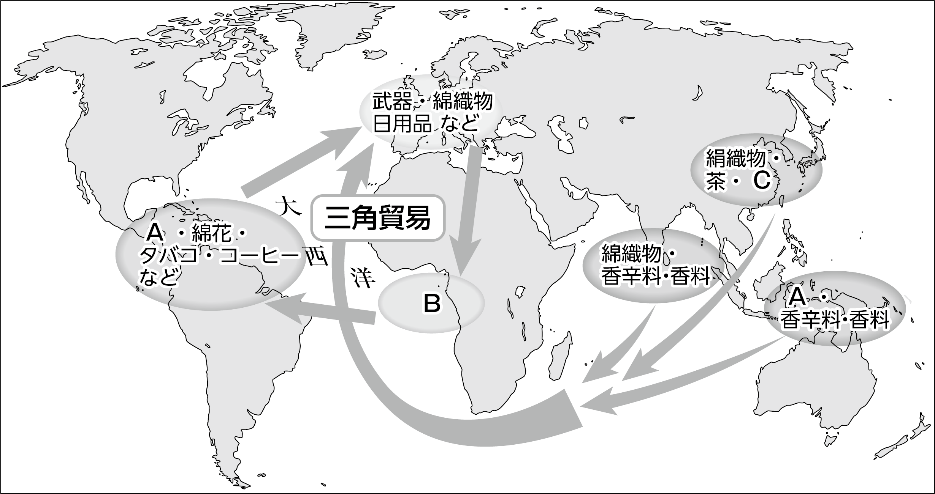 武器・綿織物
日用品 など
絹織物・
茶・C
大
西
洋
三角貿易
A・綿花・
タバコ・コーヒー
など
綿織物・
香辛料・香料
B
A・
香辛料・香料